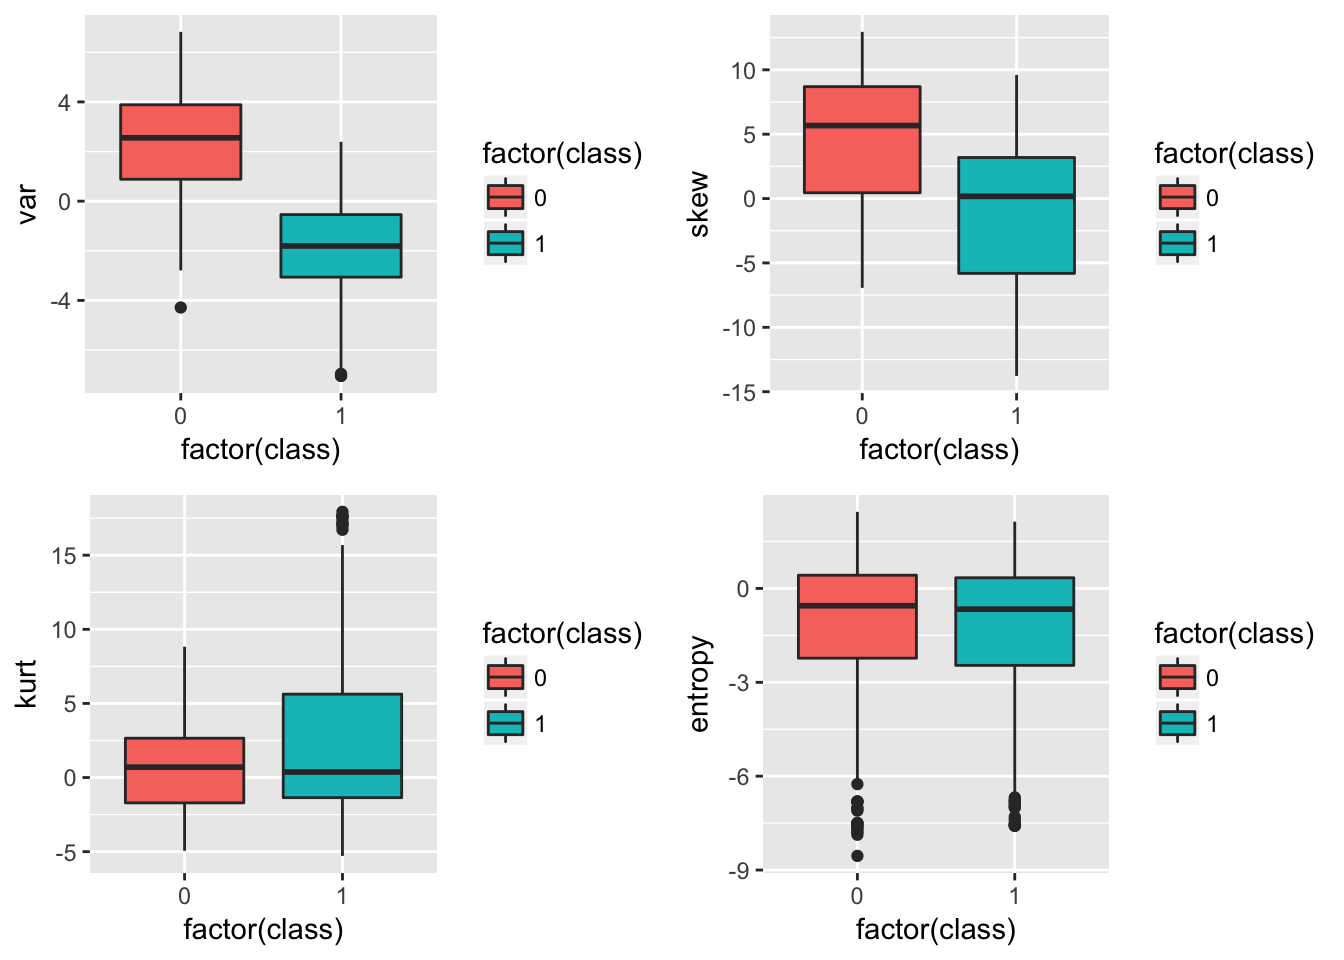 var
4
0
-4
0 1
factor(class)
factor(class)
0
1
skew
10
5
0
-5
-10
-15
0 1
factor(class)
factor(class)
0
1
kurt
15
10
5
0
-5
0 1
factor(class)
factor(class)
0
1
entropy
0
-3
-6
-9
0 1
factor(class)
factor(class)
0
1